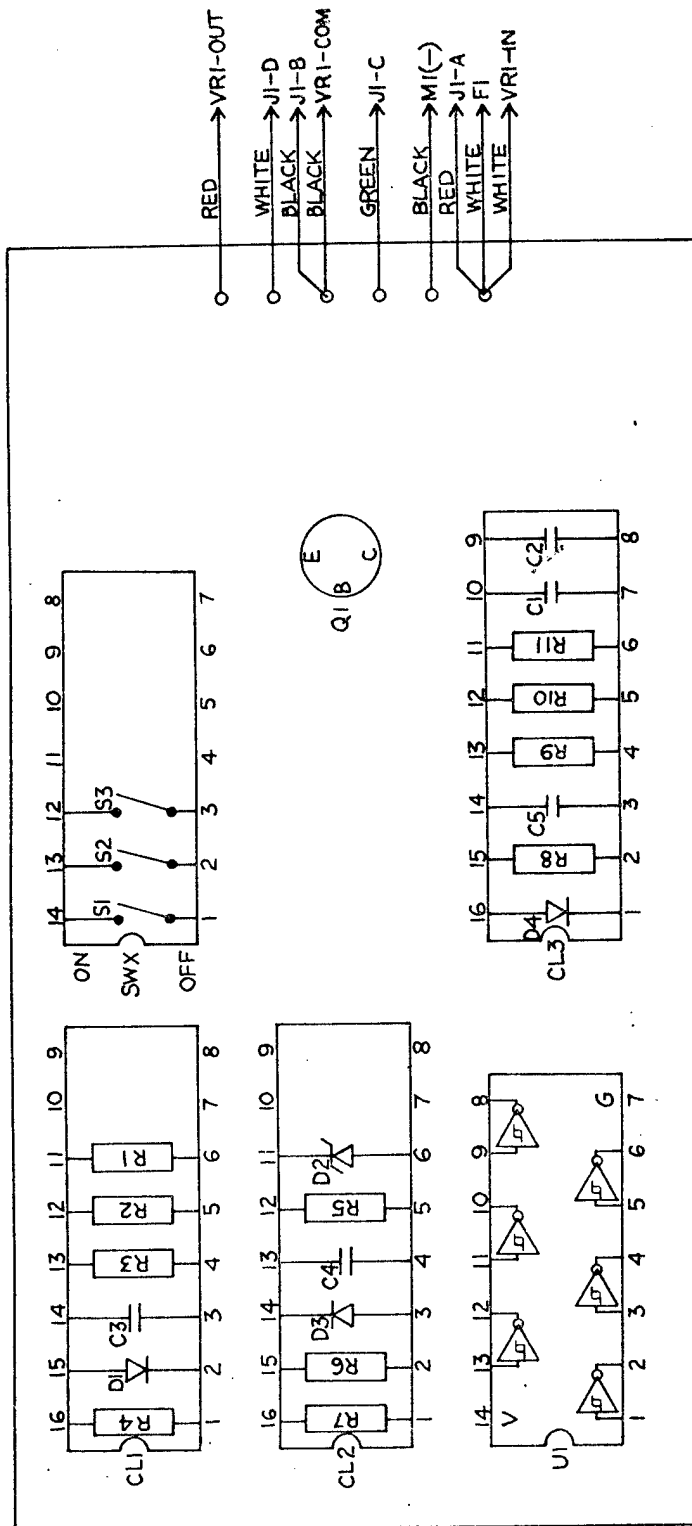 16 15 14 13 12 11 10 9
R4 D1 C3 R3 R2 R1
CL1
1 2 3 4 5 6 7 8
ON
SWX
OFF
14 13 12 11 10 9 8
S1 S2 S3
1 2 3 4 5 6 7
RED VR1-OUT
WHITE J1-D
BLACK J1-B
BLACK VR1-COM
GREEN J1-C
BLACK M1(-)
RED J1-A
WHITE F1
WHITE VR1-IN
16 15 14 13 12 11 10 9
R7 R6 D3 C4 R5 D2
CL2
1 2 3 4 5 6 7 8
Q1
E
B
C
14 13 12 11 10 9 8
V
U1
G
1 2 3 4 5 6 7
16 15 14 13 12 11 10 9
D4 R8 C5 R9 R10 R11 C1 C2
CL3
1 2 3 4 5 6 7 8